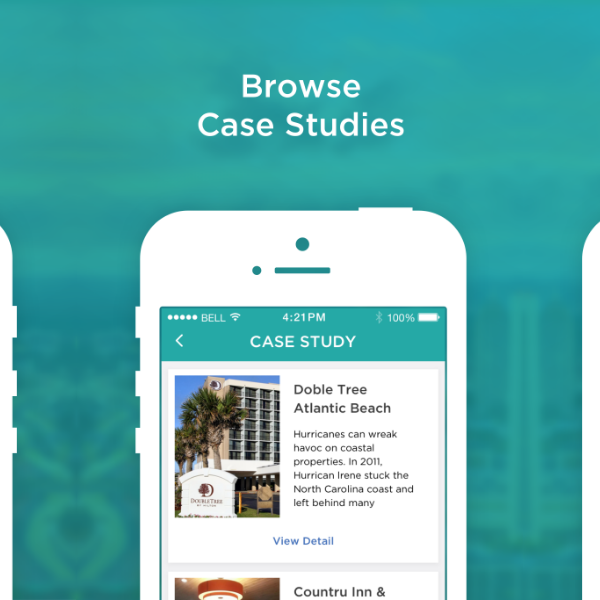 Browse
Case Studies
BELL
4:21PM
100%
CASE STUDY
Doble Tree
Atlantic Beach
Hurricanes can wreak
havoc on coastal
properties. In 2011,
Hurrican Irene stuck the
North Carolina coast and
left behind many
DOUBLETREE
BY HILTON
View Detail
Countru Inn &